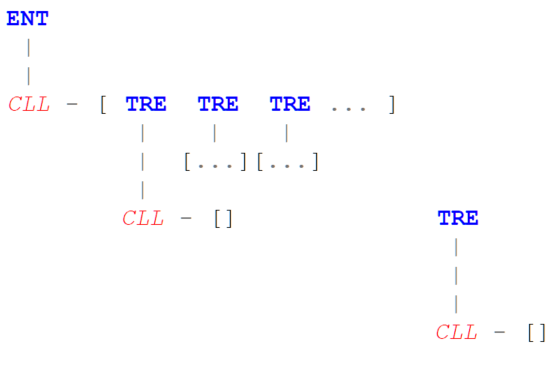 ENT
|
|
CLL - [ TRE TRE TRE ... ]
| | |
| [...][...]
|
CLL - [] TRE
|
|
|
CLL - []